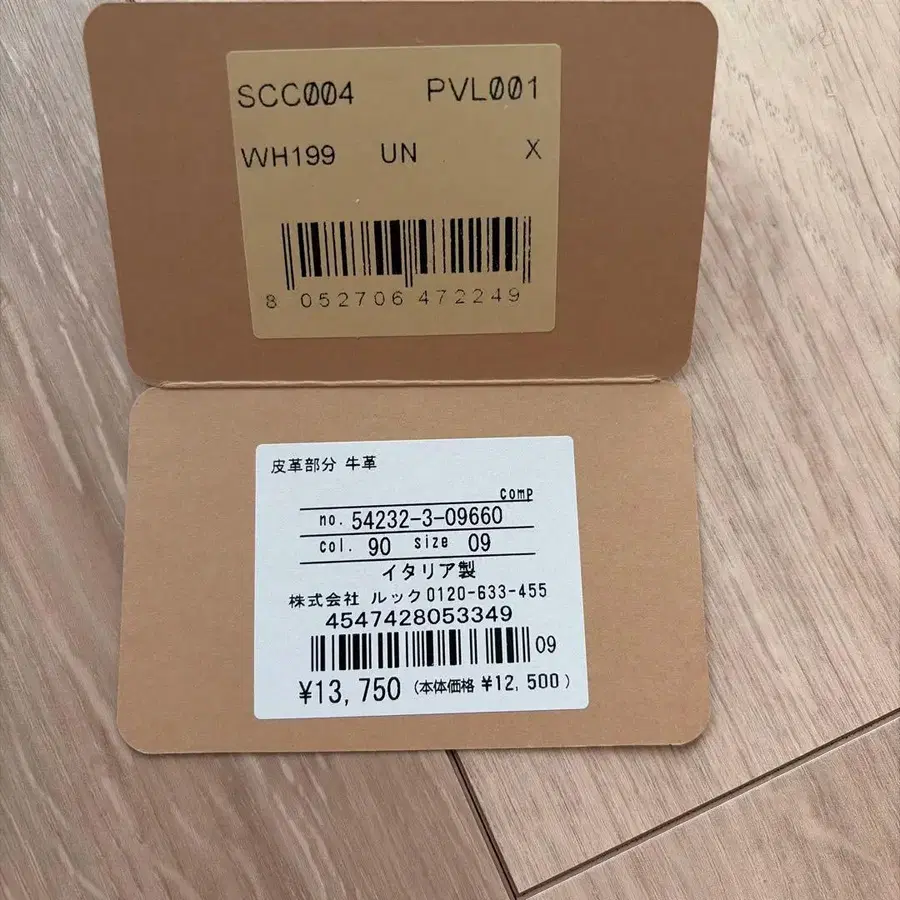 SCC004 PVL001
WH199 UN X
8 052706 472249
皮革部分 牛革
comp
no. 54232-3-09660
col. 90 size 09
イタリア製
株式会社 ルック 0120-633-455
4547428053349
09
¥13,750 (本体価格 ¥12,500)